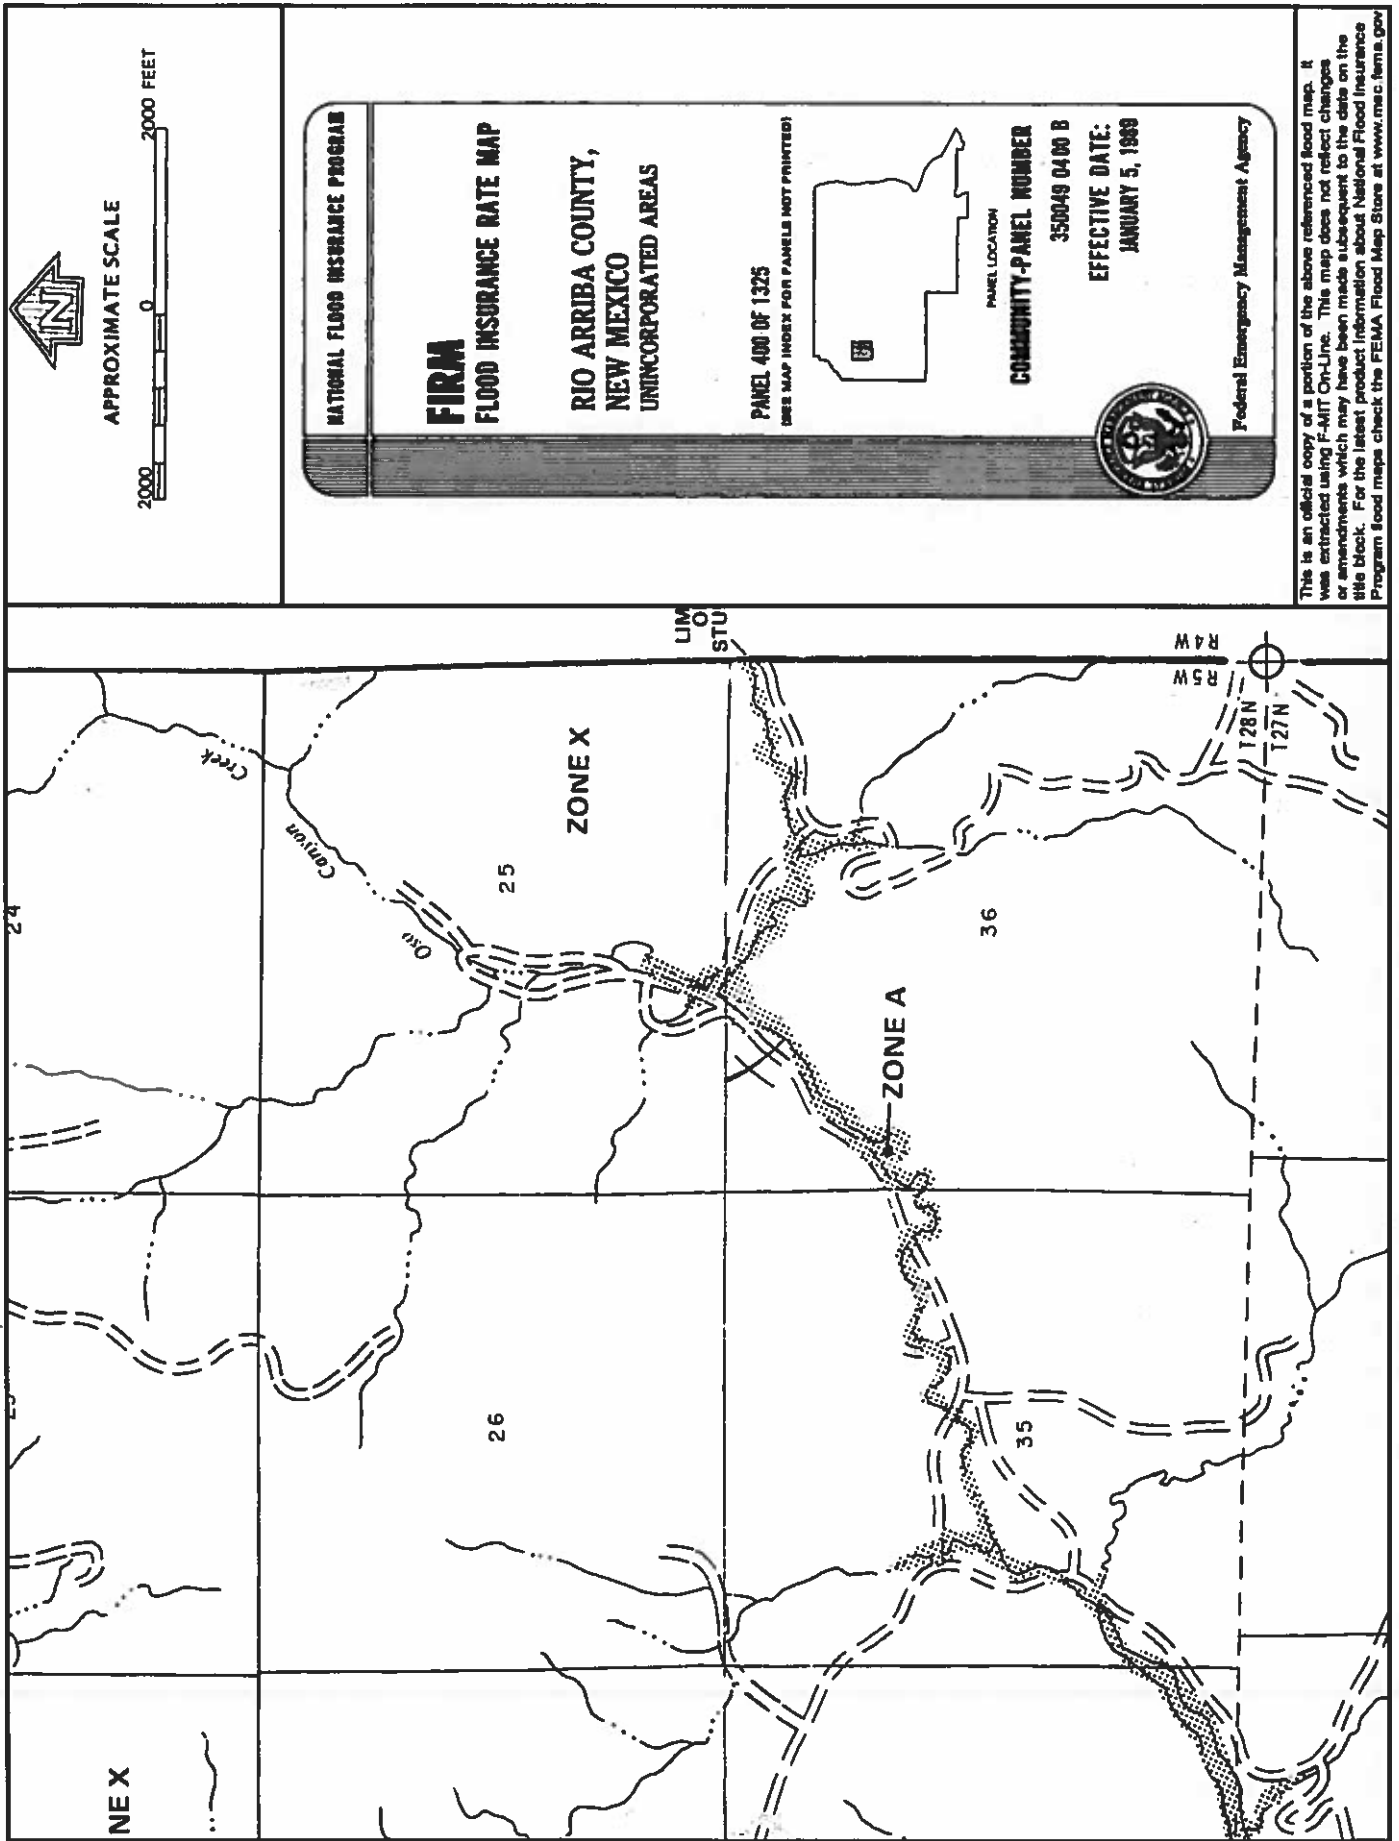 APPROXIMATE SCALE
2000 0 2000 FEET
NATIONAL FLOOD INSURANCE PROGRAM
FIRM
FLOOD INSURANCE RATE MAP
RIO ARRIBA COUNTY,
NEW MEXICO
UNINCORPORATED AREAS
PANEL 400 OF 1325
(SEE MAP INDEX FOR PANELS NOT PRINTED)
PANEL LOCATION
COMMUNITY-PANEL NUMBER
350049 0400 B
EFFECTIVE DATE:
JANUARY 5, 1989
Federal Emergency Management Agency
This is an official copy of a portion of the above referenced flood map. It
was extracted using F-MIT On-Line. This map does not reflect changes
or amendments which may have been made subsequent to the date on the
title block. For the latest product information about National Flood Insurance
Program flood maps check the FEMA Flood Map Store at www.msc.fema.gov
NE X
24
Creek
Canyon
Oso
25
ZONE X
26
LIM
O
STU
ZONE A
36
35
R5W
R4W
T28N
T27N
N